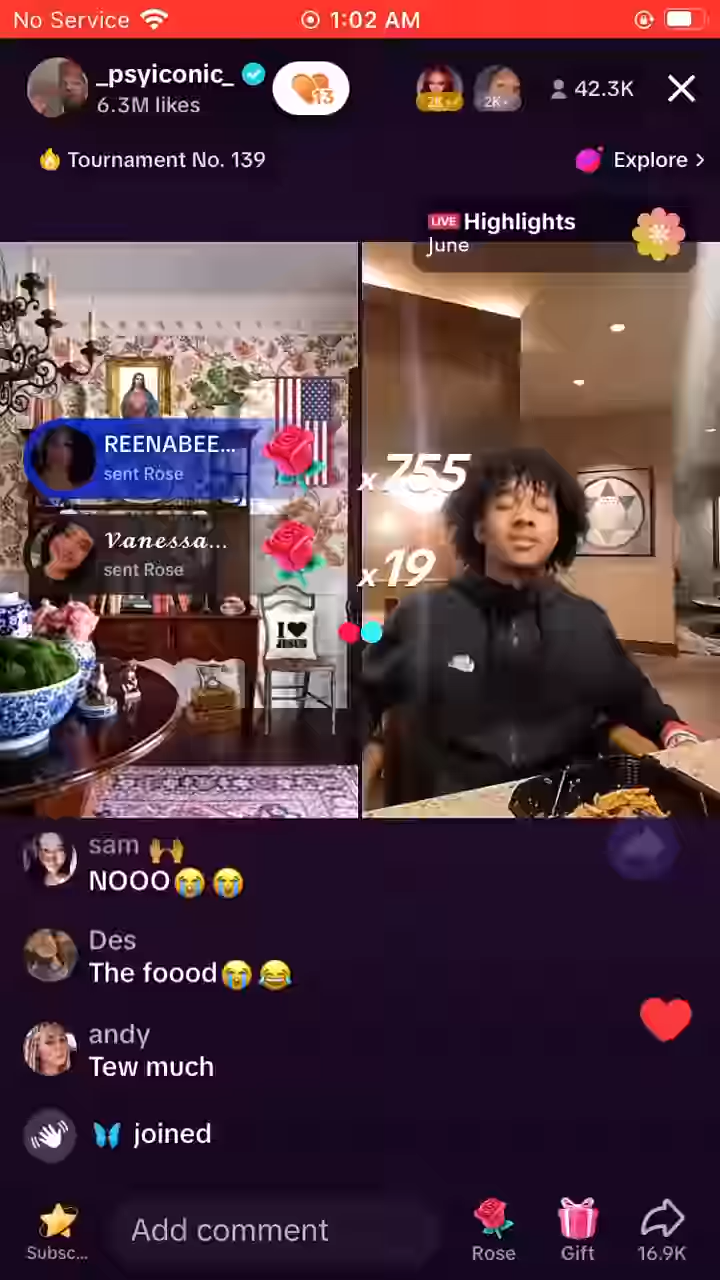 No Service
1:02 AM
_psyiconic_
6.3M likes
13
2K+
2K+
42.3K
Tournament No. 139
Explore >
LIVE Highlights
June
REENABEE...
sent Rose
x755
𝓥𝓪𝓷𝓮𝓼𝓼𝓪...
sent Rose
x19
I ♥
JESUS
sam 🙌
NOOO😭😭
Des
The foood😭😂
andy
Tew much
🦋 joined
Add comment
Subsc...
Rose
Gift
16.9K